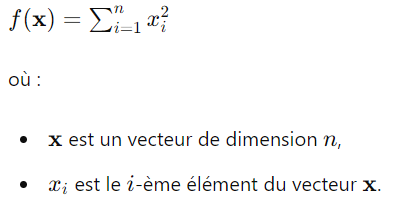 f(𝐱) = ∑ᵢ₌₁ⁿ xᵢ²
où :
• 𝐱 est un vecteur de dimension n,
• xᵢ est le i-ème élément du vecteur 𝐱.